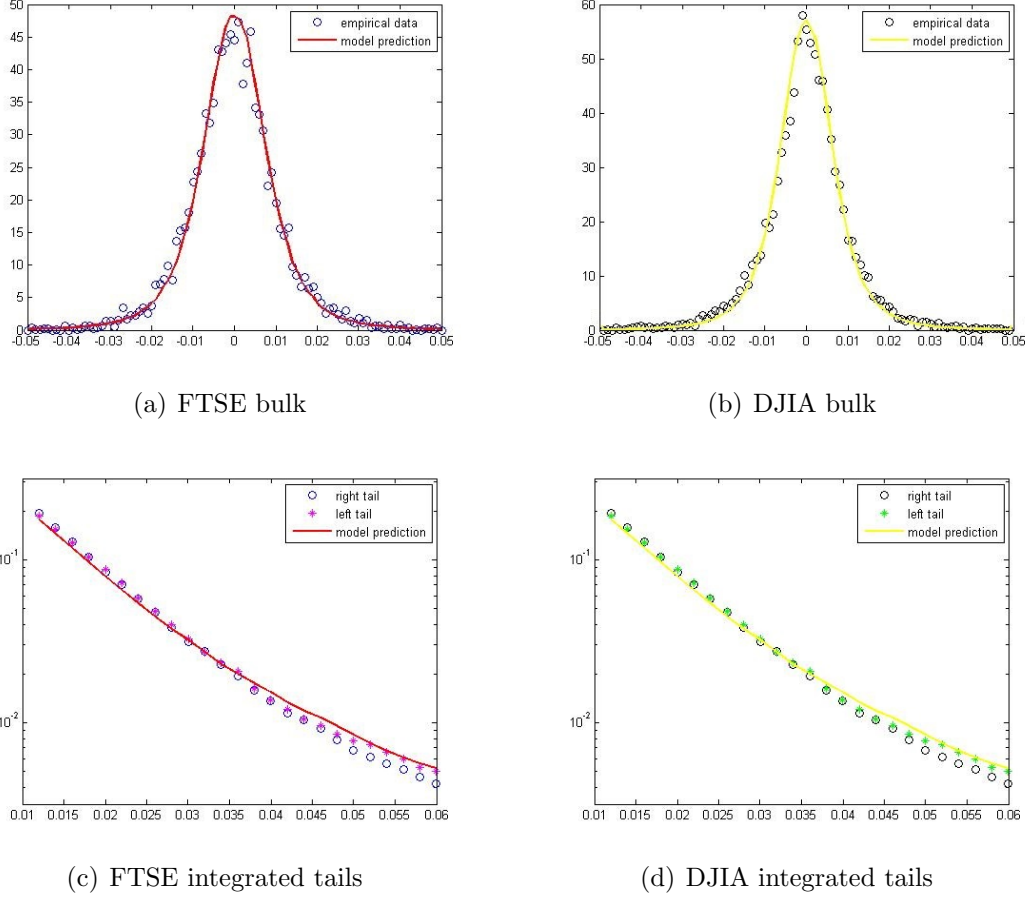 50
45
40
35
30
25
20
15
10
5
0
-0.05 -0.04 -0.03 -0.02 -0.01 0 0.01 0.02 0.03 0.04 0.05
empirical data
model prediction
(a) FTSE bulk
60
50
40
30
20
10
0
-0.05 -0.04 -0.03 -0.02 -0.01 0 0.01 0.02 0.03 0.04 0.05
empirical data
model prediction
(b) DJIA bulk
10^-1
10^-2
0.01 0.015 0.02 0.025 0.03 0.035 0.04 0.045 0.05 0.055 0.06
right tail
left tail
model prediction
(c) FTSE integrated tails
10^-1
10^-2
0.01 0.015 0.02 0.025 0.03 0.035 0.04 0.045 0.05 0.055 0.06
right tail
left tail
model prediction
(d) DJIA integrated tails